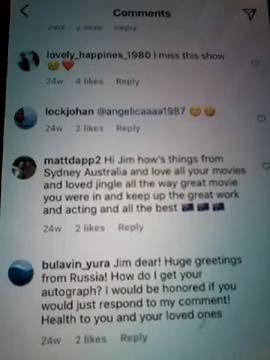 Comments
24w 2 likes Reply
lovely_happines_1980 I miss this show
24w 4 likes Reply
lockjohan @angelicaaaa1987
24w 2 likes Reply
mattdapp2 Hi Jim how's things from
Sydney Australia and love all your movies
and loved jingle all the way great movie
you were in and keep up the great work
and acting and all the best
24w 2 likes Reply
bulavin_yura Jim dear! Huge greetings
from Russia! How do I get your
autograph? I would be honored if you
would just respond to my comment!
Health to you and your loved ones
24w 2 likes Reply